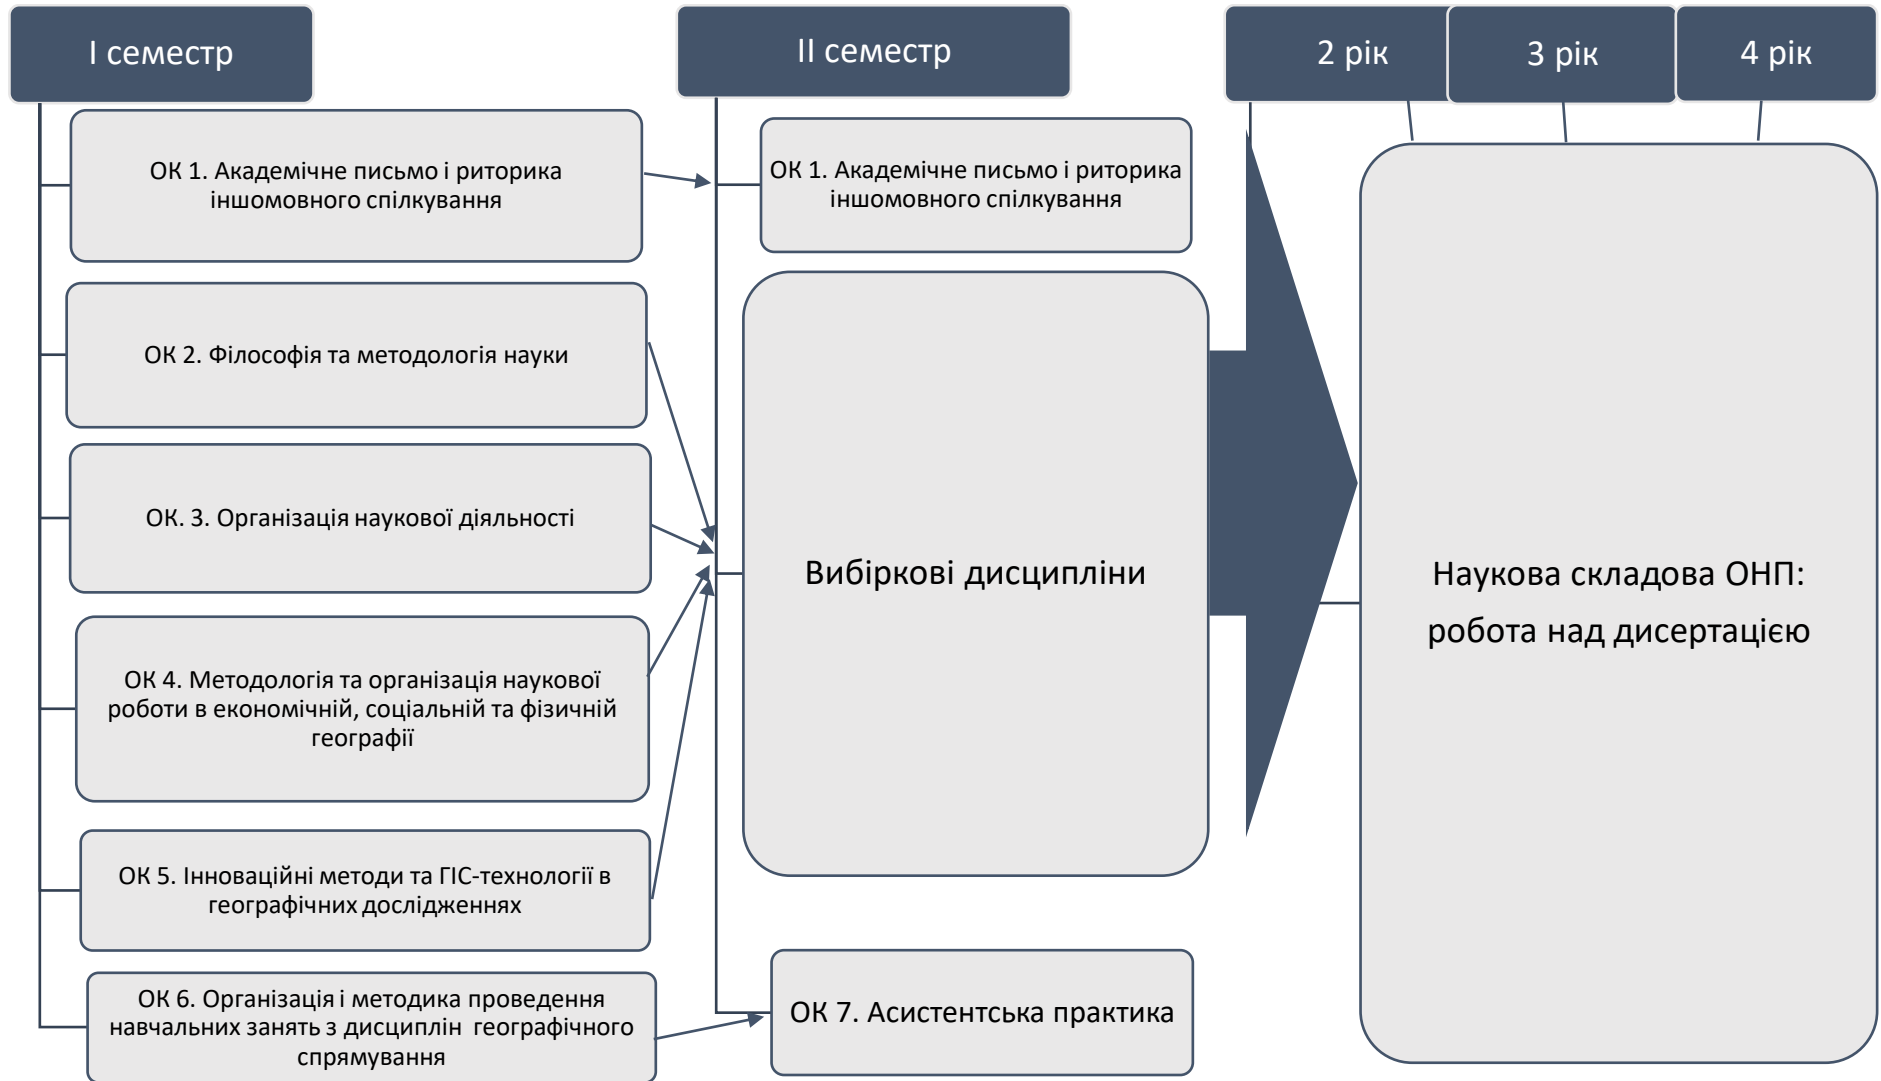 І семестр
ІІ семестр
2 рік
3 рік
4 рік
ОК 1. Академічне письмо і риторика
іншомовного спілкування
ОК 2. Філософія та методологія науки
ОК. 3. Організація наукової діяльності
ОК 4. Методологія та організація наукової
роботи в економічній, соціальній та фізичній
географії
ОК 5. Інноваційні методи та ГІС-технології в
географічних дослідженнях
ОК 6. Організація і методика проведення
навчальних занять з дисциплін географічного
спрямування
ОК 1. Академічне письмо і риторика
іншомовного спілкування
Вибіркові дисципліни
ОК 7. Асистентська практика
Наукова складова ОНП:
робота над дисертацією